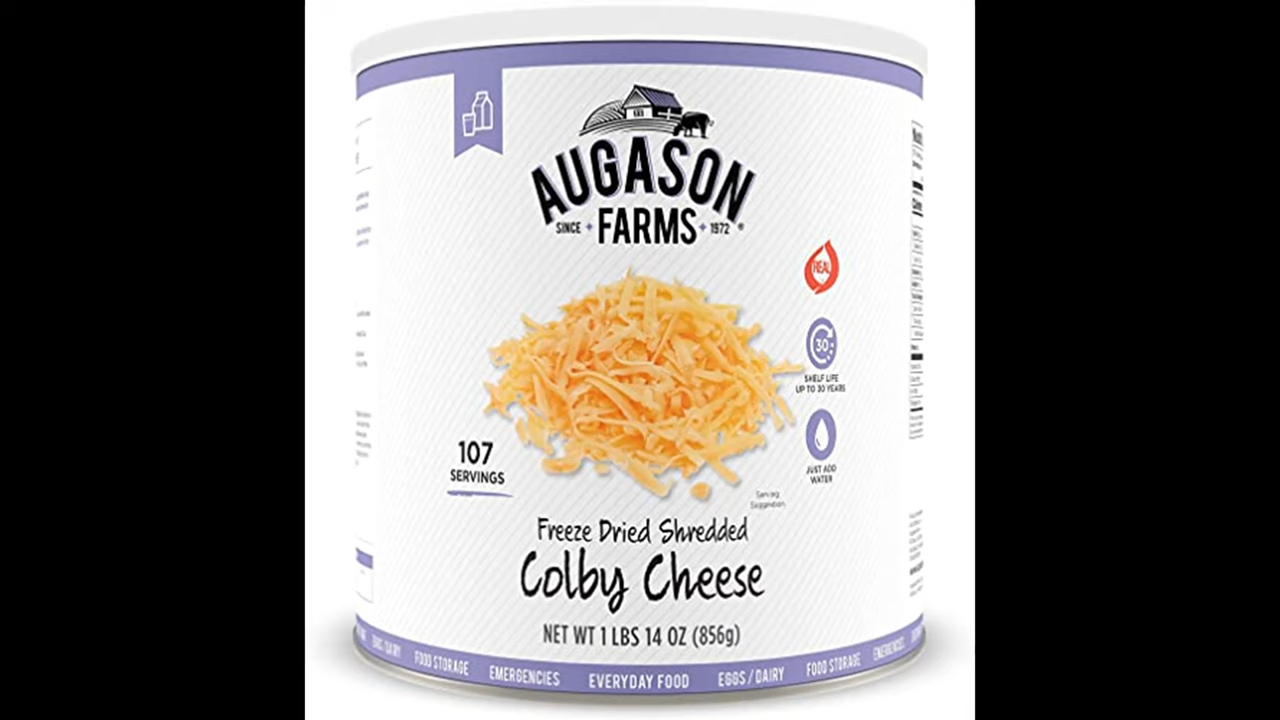 AUGASON
SINCE FARMS 1972
REAL
30
SHELF LIFE
UP TO 30 YEARS
107
SERVINGS
JUST ADD
WATER
Serving
Suggestion
Freeze Dried Shredded
Colby Cheese
NET WT 1 LBS 14 OZ (856g)
FOOD STORAGE EMERGENCIES EVERYDAY FOOD EGGS / DAIRY FOOD STORAGE EMERGENCIES